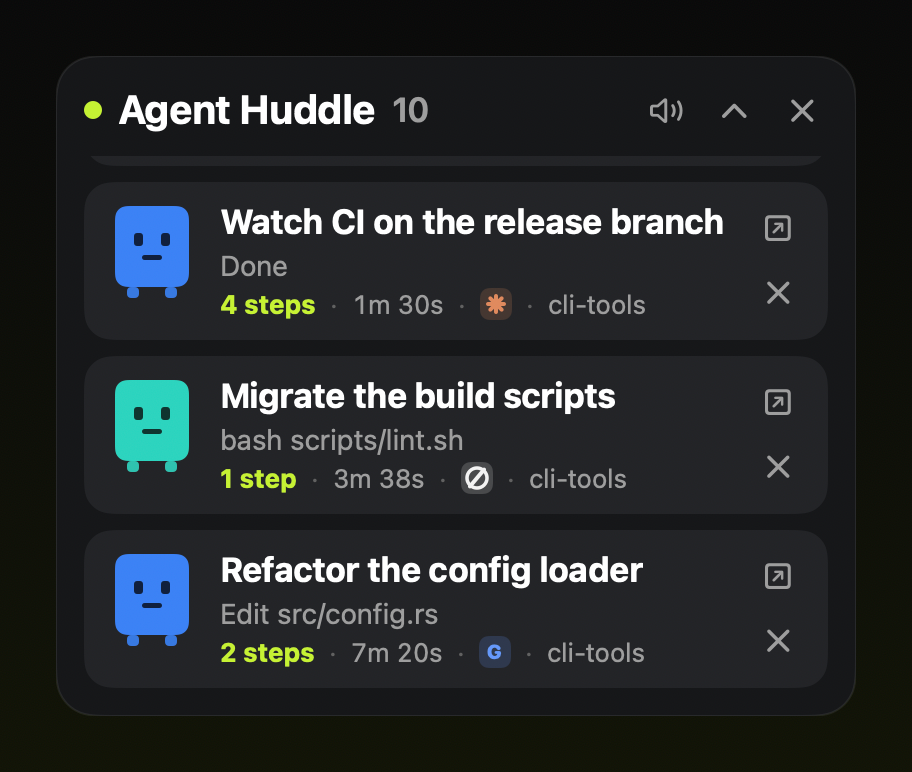 Agent Huddle 10
Watch CI on the release branch
Done
4 steps · 1m 30s · cli-tools
Migrate the build scripts
bash scripts/lint.sh
1 step · 3m 38s · cli-tools
Refactor the config loader
Edit src/config.rs
2 steps · 7m 20s · G · cli-tools